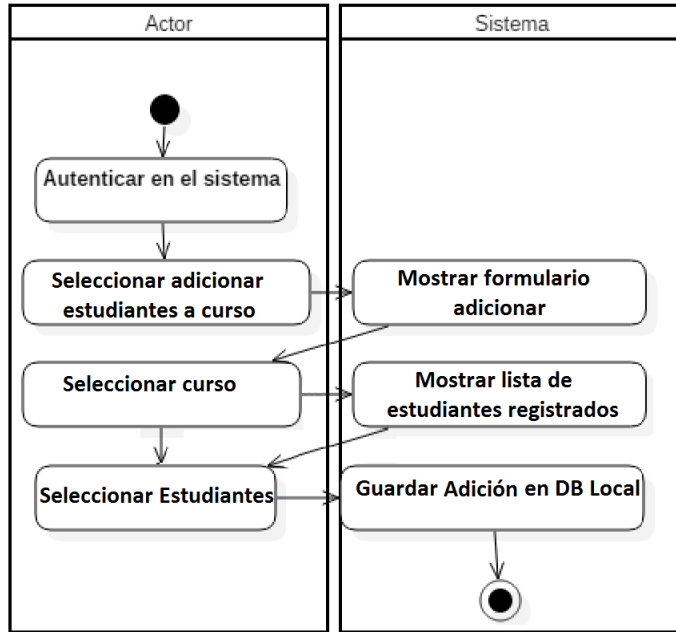 Actor
Sistema
Autenticar en el sistema
Seleccionar adicionar
estudiantes a curso
Mostrar formulario
adicionar
Seleccionar curso
Mostrar lista de
estudiantes registrados
Seleccionar Estudiantes
Guardar Adición en DB Local